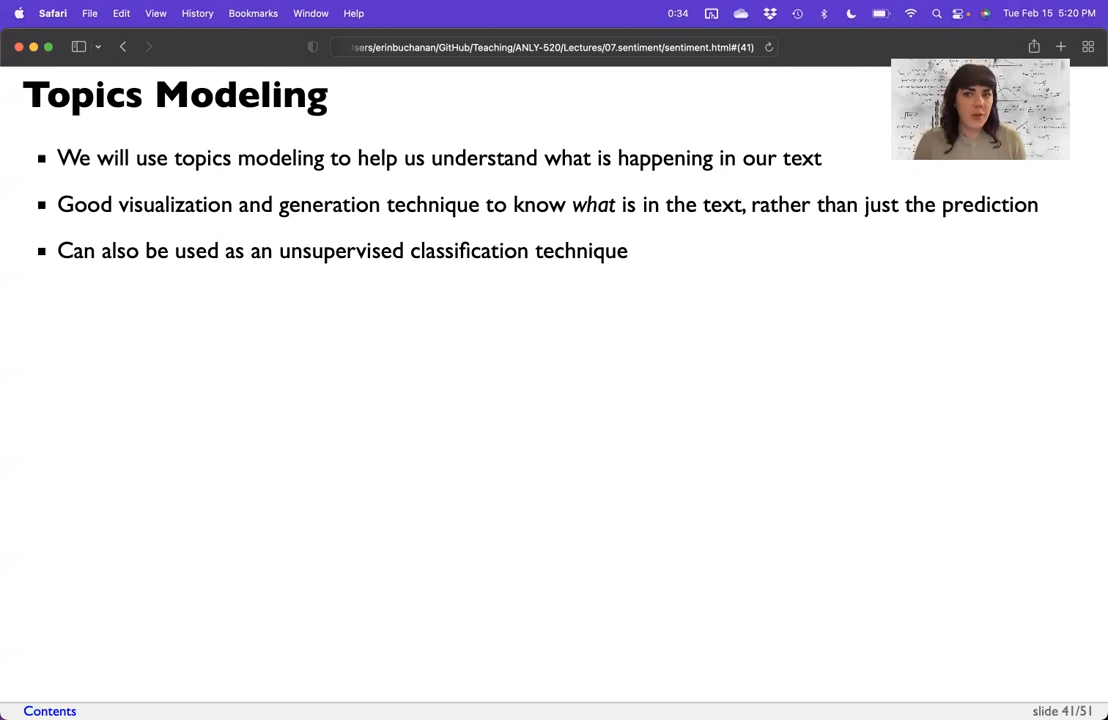 Safari File Edit View History Bookmarks Window Help 0:34 Tue Feb 15 5:20 PM
sers/erinbuchanan/GitHub/Teaching/ANLY-520/Lectures/07.sentiment/sentiment.html#(41)
Topics Modeling
▪ We will use topics modeling to help us understand what is happening in our text
▪ Good visualization and generation technique to know what is in the text, rather than just the prediction
▪ Can also be used as an unsupervised classification technique
Contents slide 41/51